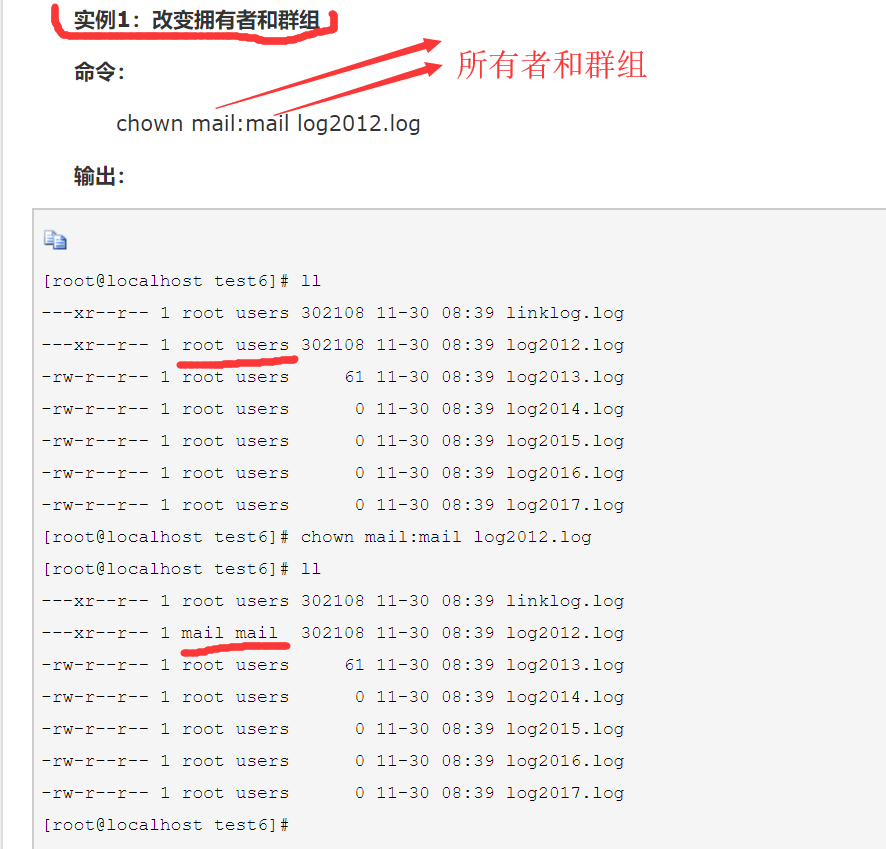 实例1：改变拥有者和群组
命令：
所有者和群组
chown mail:mail log2012.log
输出：
[root@localhost test6]# ll
---xr--r-- 1 root users 302108 11-30 08:39 linklog.log
---xr--r-- 1 root users 302108 11-30 08:39 log2012.log
-rw-r--r-- 1 root users     61 11-30 08:39 log2013.log
-rw-r--r-- 1 root users      0 11-30 08:39 log2014.log
-rw-r--r-- 1 root users      0 11-30 08:39 log2015.log
-rw-r--r-- 1 root users      0 11-30 08:39 log2016.log
-rw-r--r-- 1 root users      0 11-30 08:39 log2017.log
[root@localhost test6]# chown mail:mail log2012.log
[root@localhost test6]# ll
---xr--r-- 1 root users 302108 11-30 08:39 linklog.log
---xr--r-- 1 mail mail  302108 11-30 08:39 log2012.log
-rw-r--r-- 1 root users     61 11-30 08:39 log2013.log
-rw-r--r-- 1 root users      0 11-30 08:39 log2014.log
-rw-r--r-- 1 root users      0 11-30 08:39 log2015.log
-rw-r--r-- 1 root users      0 11-30 08:39 log2016.log
-rw-r--r-- 1 root users      0 11-30 08:39 log2017.log
[root@localhost test6]#